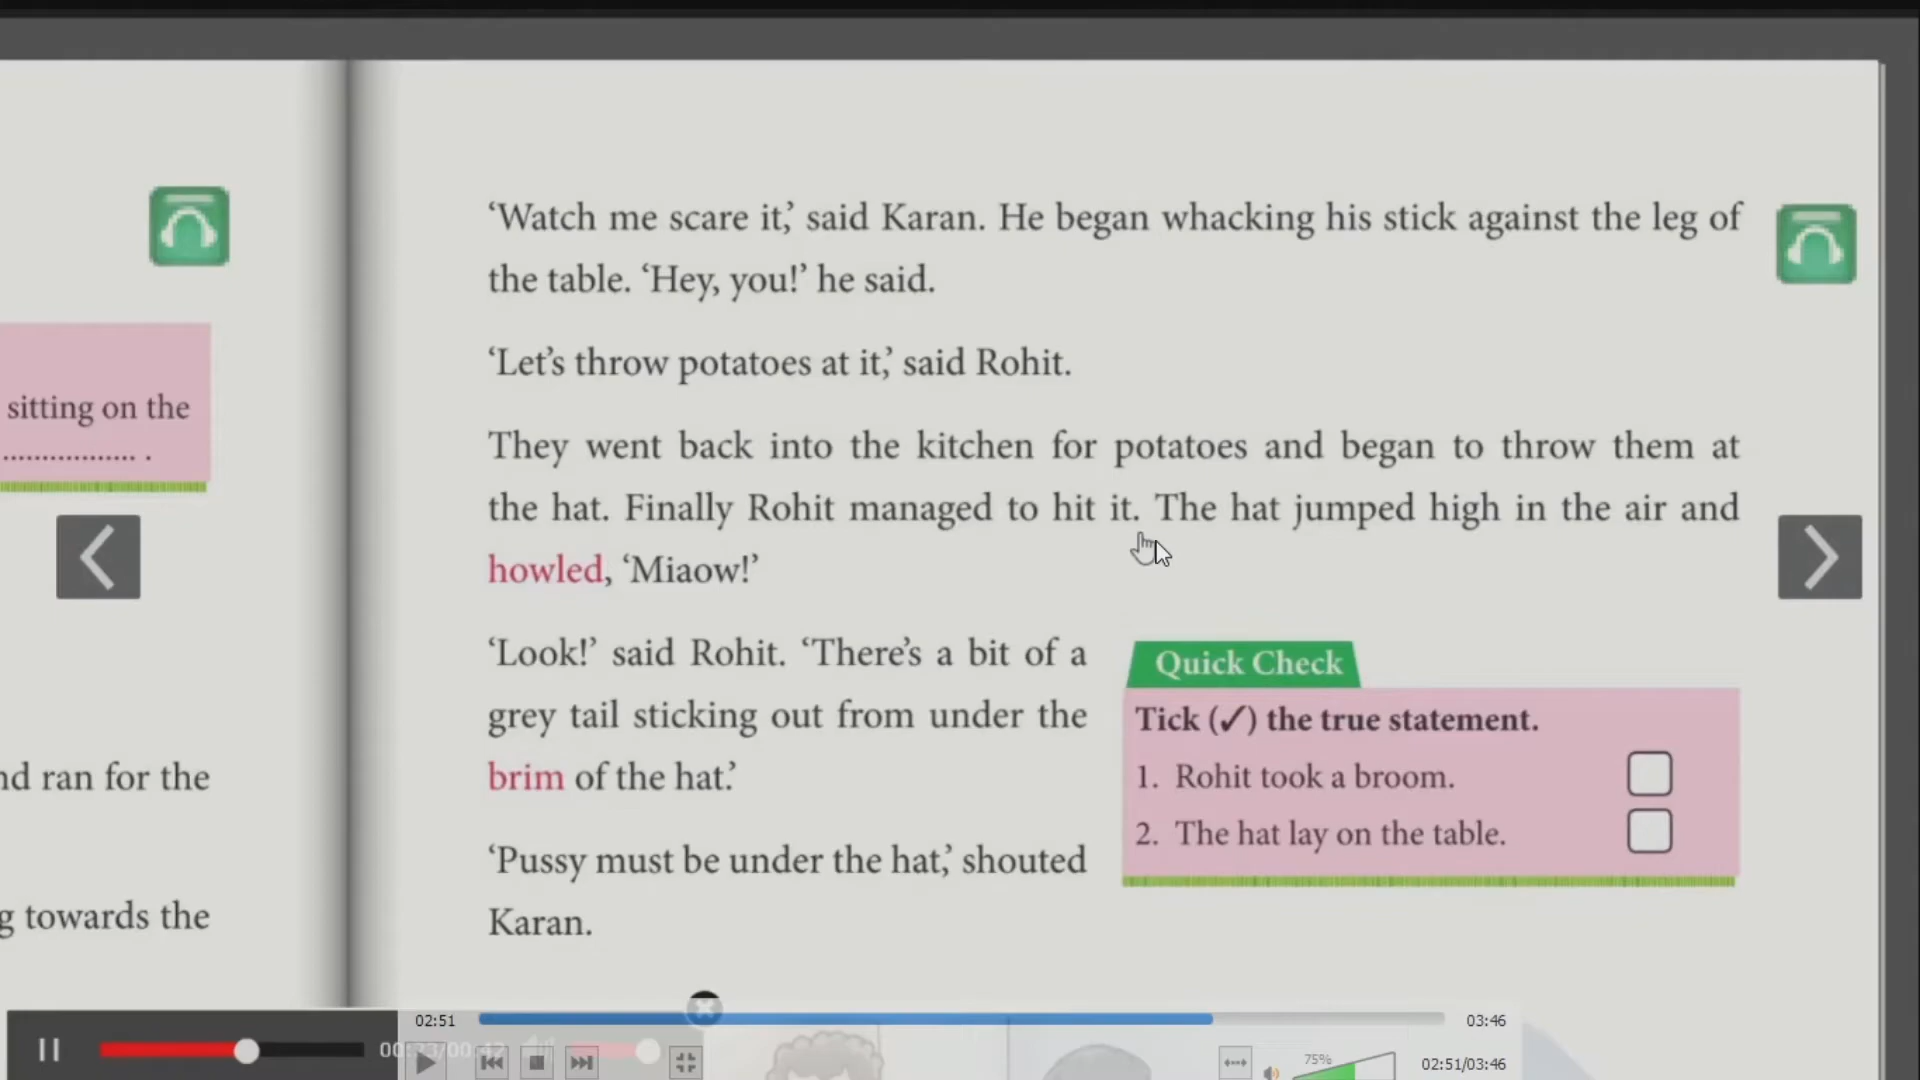 sitting on the
................ .
nd ran for the
g towards the
‘Watch me scare it,’ said Karan. He began whacking his stick against the leg of
the table. ‘Hey, you!’ he said.
‘Let’s throw potatoes at it,’ said Rohit.
They went back into the kitchen for potatoes and began to throw them at
the hat. Finally Rohit managed to hit it. The hat jumped high in the air and
howled, ‘Miaow!’
‘Look!’ said Rohit. ‘There’s a bit of a
grey tail sticking out from under the
brim of the hat.’
‘Pussy must be under the hat,’ shouted
Karan.
Quick Check
Tick (✓) the true statement.
1. Rohit took a broom.
2. The hat lay on the table.
02:51
03:46
75%
02:51/03:46